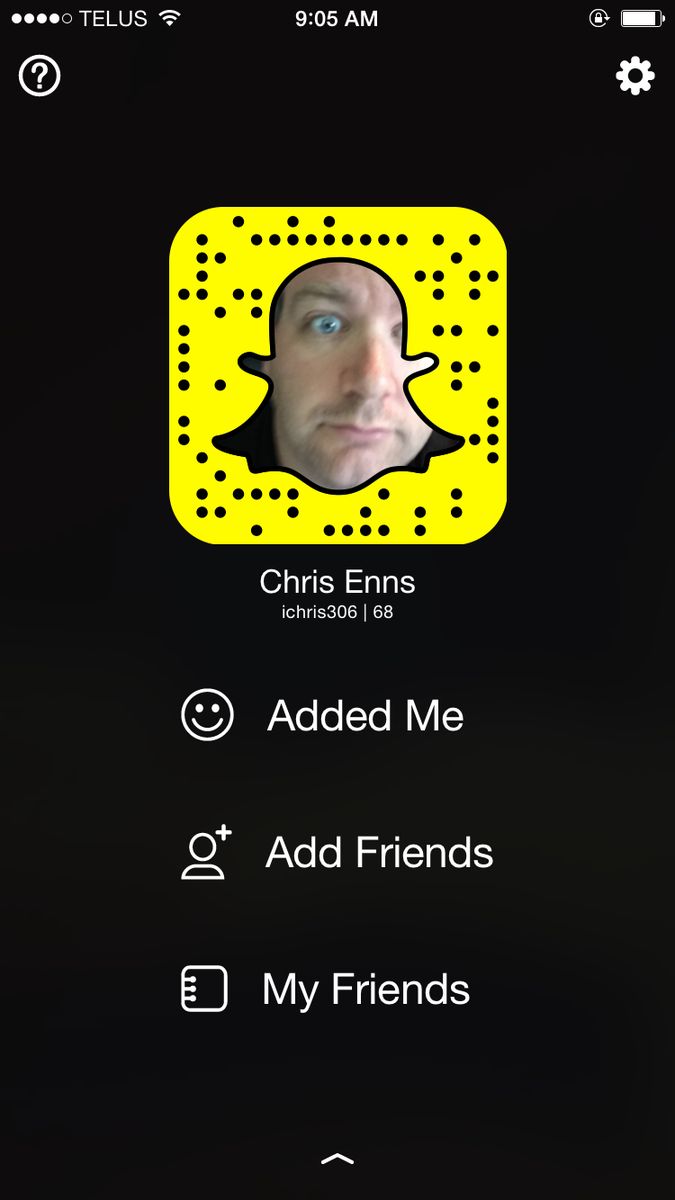 TELUS 9:05 AM
Chris Enns
ichris306 | 68
Added Me
Add Friends
My Friends